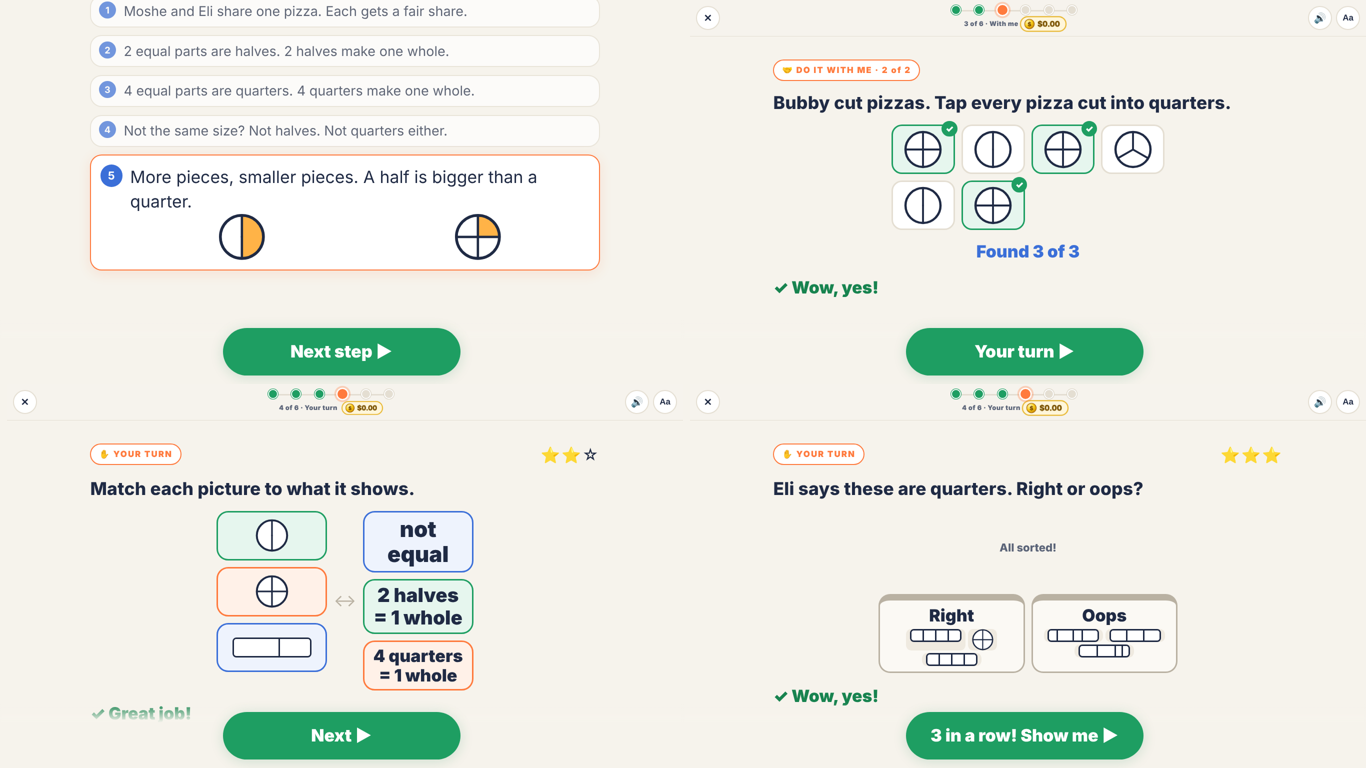 1 Moshe and Eli share one pizza. Each gets a fair share.
2 2 equal parts are halves. 2 halves make one whole.
3 4 equal parts are quarters. 4 quarters make one whole.
4 Not the same size? Not halves. Not quarters either.
5 More pieces, smaller pieces. A half is bigger than a
quarter.
Next step ▶
✕
3 of 6 · With me $ $0.00
🔊 Aa
🤝 DO IT WITH ME · 2 of 2
Bubby cut pizzas. Tap every pizza cut into quarters.
Found 3 of 3
✓ Wow, yes!
Your turn ▶
✕
4 of 6 · Your turn $ $0.00
🔊 Aa
✋ YOUR TURN
Match each picture to what it shows.
not
equal
2 halves
= 1 whole
4 quarters
= 1 whole
✓ Great job!
Next ▶
✕
4 of 6 · Your turn $ $0.00
🔊 Aa
✋ YOUR TURN
Eli says these are quarters. Right or oops?
All sorted!
Right
Oops
✓ Wow, yes!
3 in a row! Show me ▶